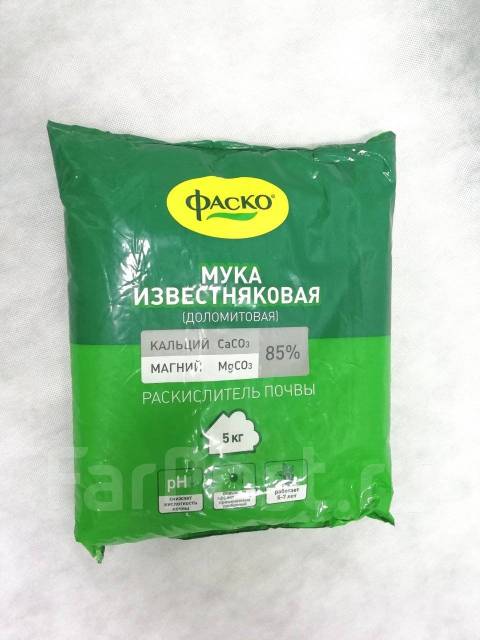 ФАСКО®
МУКА
ИЗВЕСТНЯКОВАЯ
(ДОЛОМИТОВАЯ)
КАЛЬЦИЙ CaCO₃
85%
МАГНИЙ MgCO₃
РАСКИСЛИТЕЛЬ ПОЧВЫ
5 кг
pH
снижает
кислотность
почвы
работает
6-7 лет